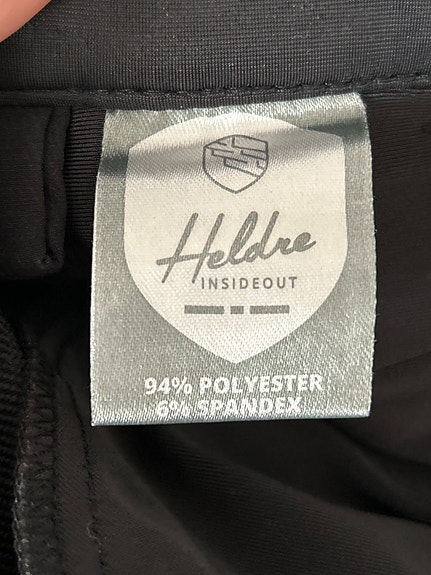 Heldre
INSIDEOUT
94% POLYESTER
6% SPANDEX